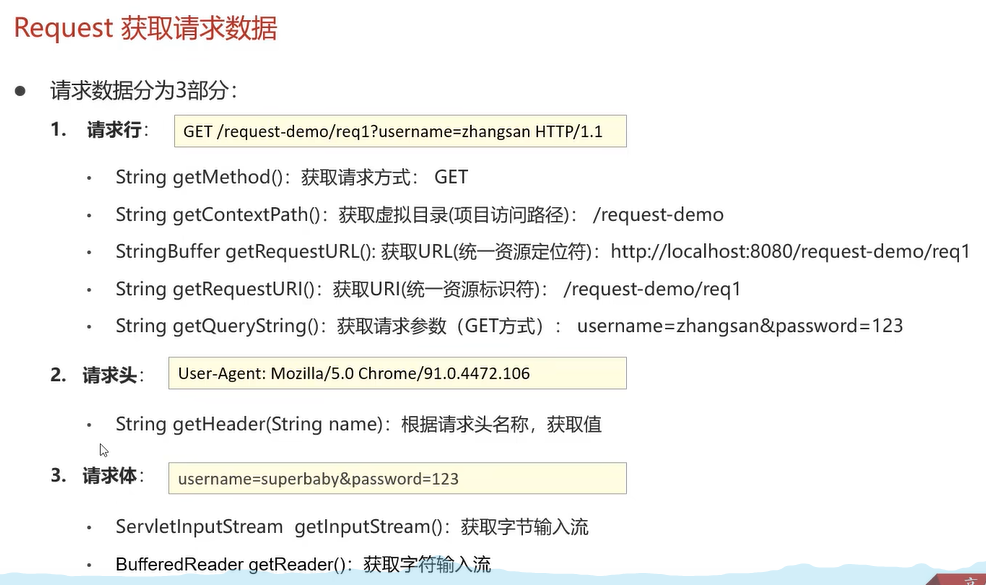 Request 获取请求数据
● 请求数据分为3部分：
1. 请求行： GET /request-demo/req1?username=zhangsan HTTP/1.1
• String getMethod()：获取请求方式： GET
• String getContextPath()：获取虚拟目录(项目访问路径)： /request-demo
• StringBuffer getRequestURL(): 获取URL(统一资源定位符)：http://localhost:8080/request-demo/req1
• String getRequestURI()：获取URI(统一资源标识符)： /request-demo/req1
• String getQueryString()：获取请求参数（GET方式）： username=zhangsan&password=123
2. 请求头： User-Agent: Mozilla/5.0 Chrome/91.0.4472.106
• String getHeader(String name)：根据请求头名称，获取值
3. 请求体： username=superbaby&password=123
• ServletInputStream getInputStream()：获取字节输入流
• BufferedReader getReader()：获取字符输入流